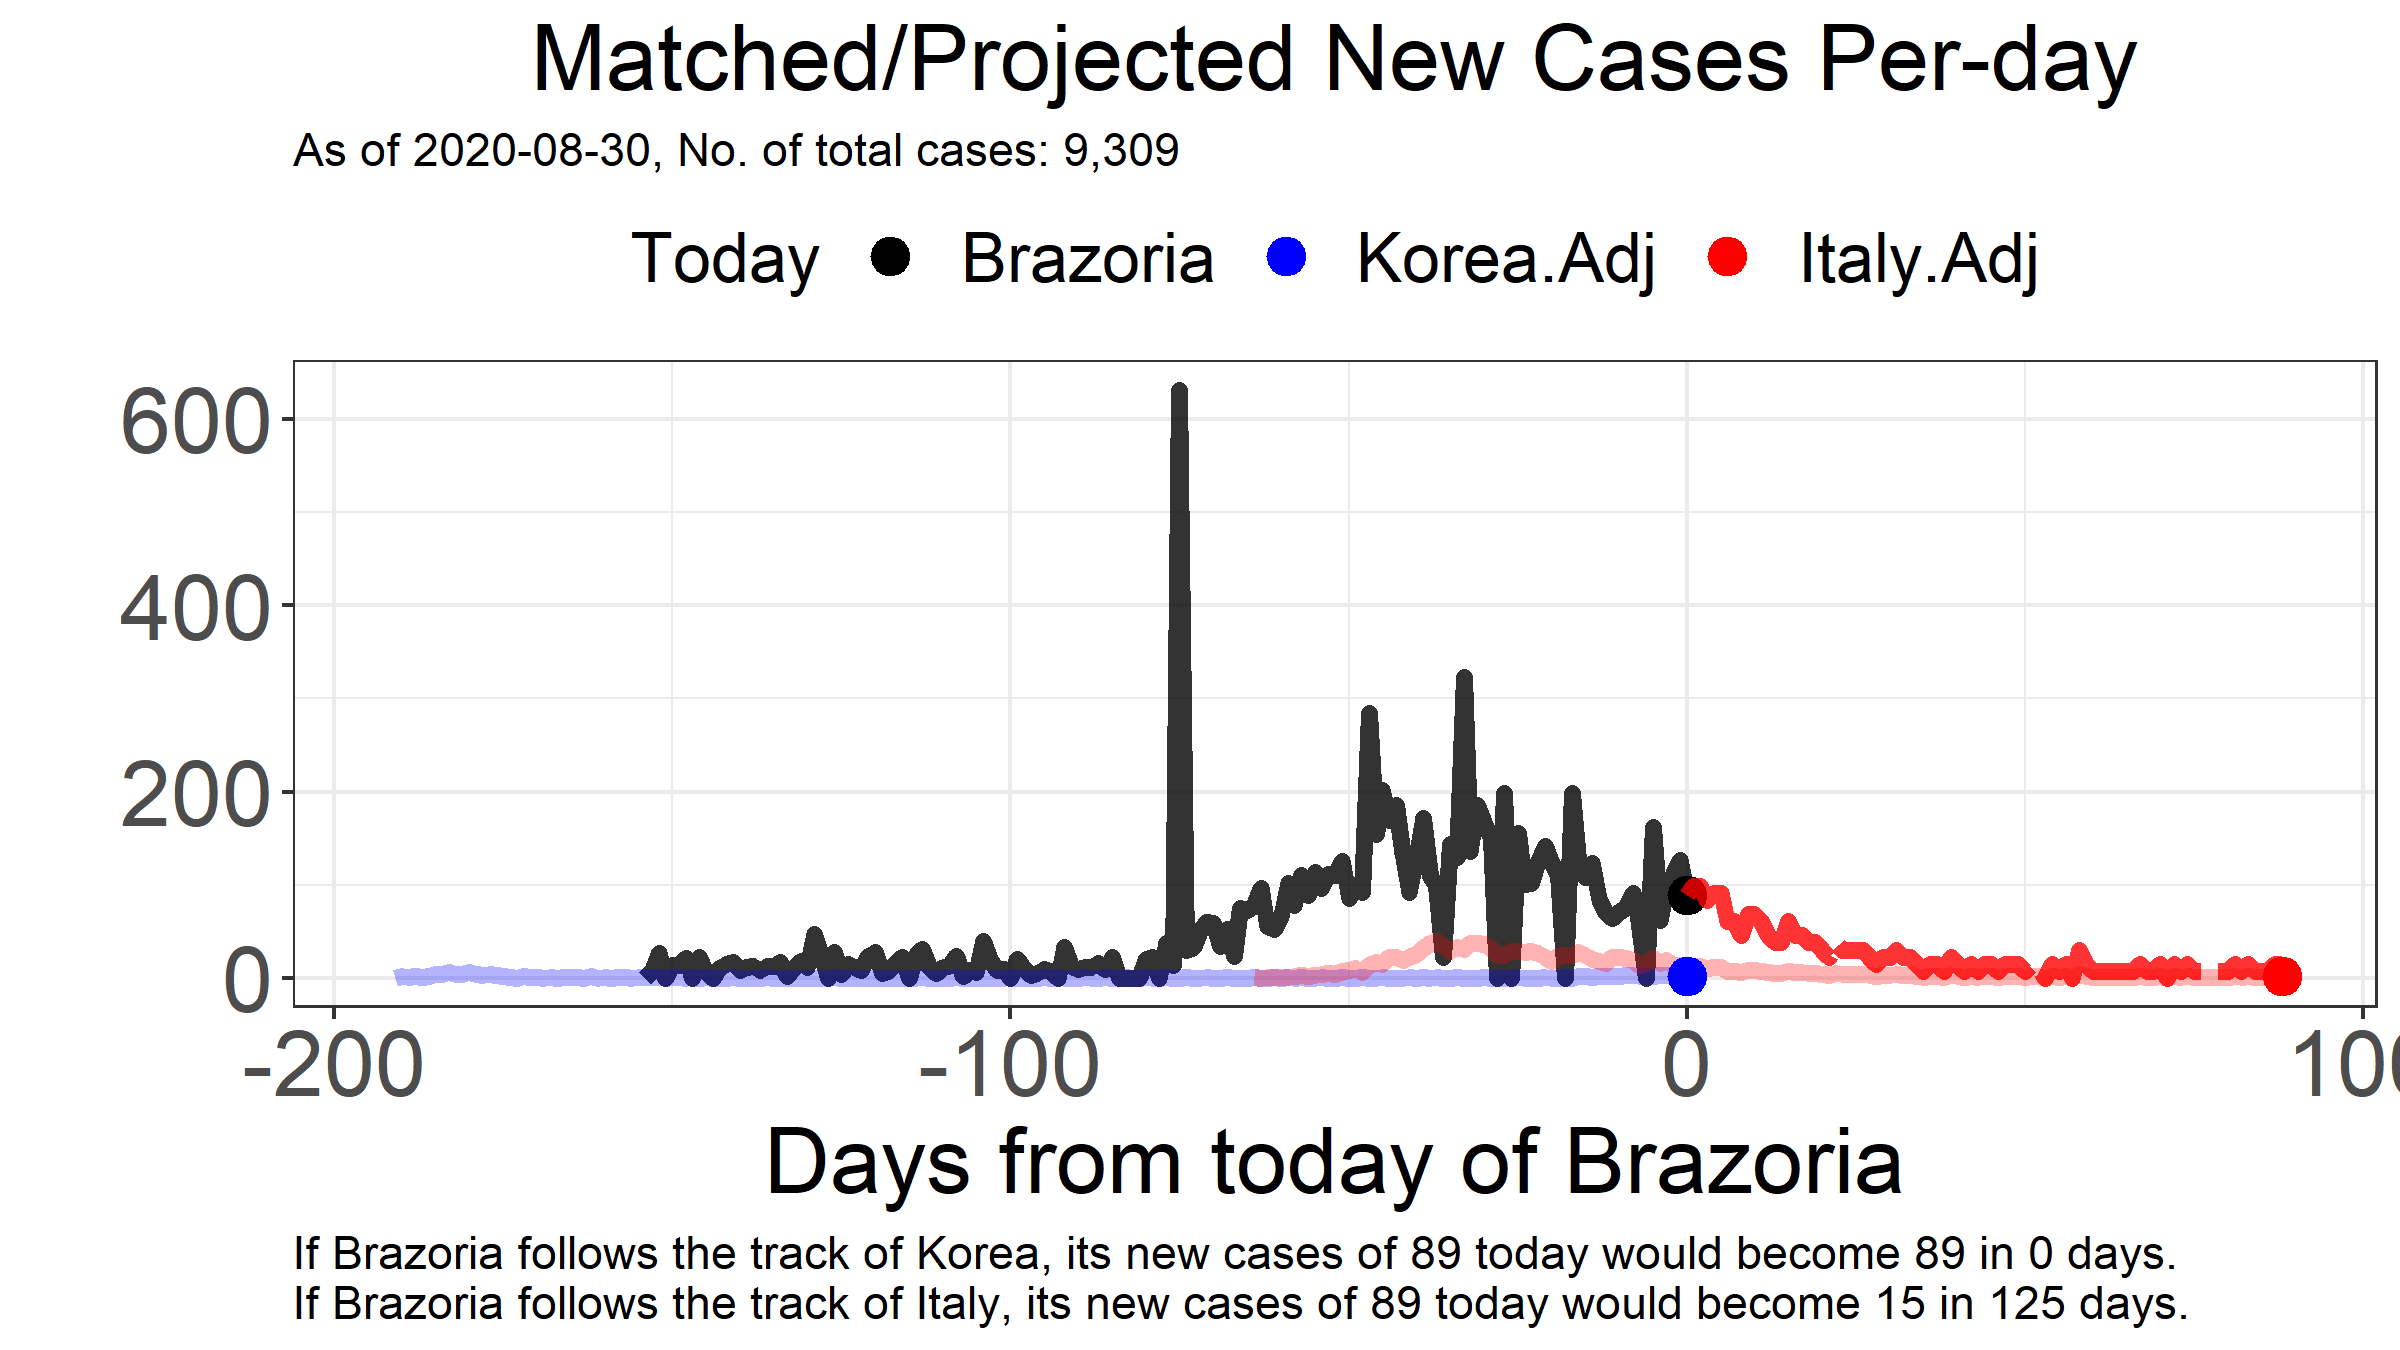 Matched/Projected New Cases Per-day
As of 2020-08-30, No. of total cases: 9,309
Today Brazoria Korea.Adj Italy.Adj
600
400
200
0
-200 -100 0 100
Days from today of Brazoria
If Brazoria follows the track of Korea, its new cases of 89 today would become 89 in 0 days.
If Brazoria follows the track of Italy, its new cases of 89 today would become 15 in 125 days.